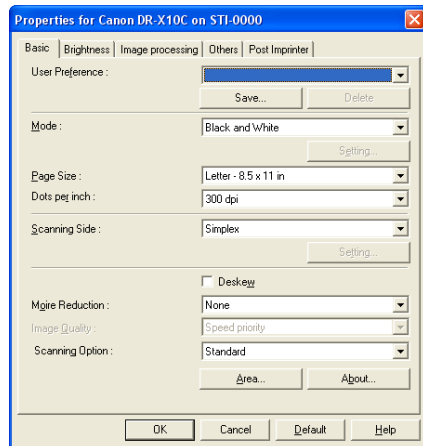 Properties for Canon DR-X10C on STI-0000
Basic Brightness Image processing Others Post Imprinter
User Preference :
Save... Delete
Mode : Black and White
Setting...
Page Size : Letter - 8.5 x 11 in
Dots per inch : 300 dpi
Scanning Side : Simplex
Setting...
Deskew
Moire Reduction : None
Image Quality : Speed priority
Scanning Option : Standard
Area... About...
OK Cancel Default Help